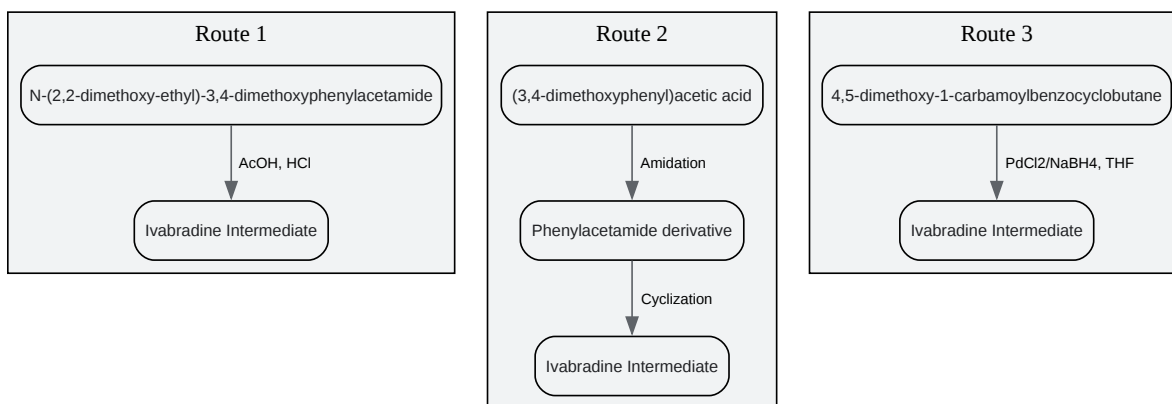 Route 1
N-(2,2-dimethoxy-ethyl)-3,4-dimethoxyphenylacetamide
AcOH, HCl
Ivabradine Intermediate
Route 2
(3,4-dimethoxyphenyl)acetic acid
Amidation
Phenylacetamide derivative
Cyclization
Ivabradine Intermediate
Route 3
4,5-dimethoxy-1-carbamoylbenzocyclobutane
PdCl2/NaBH4, THF
Ivabradine Intermediate